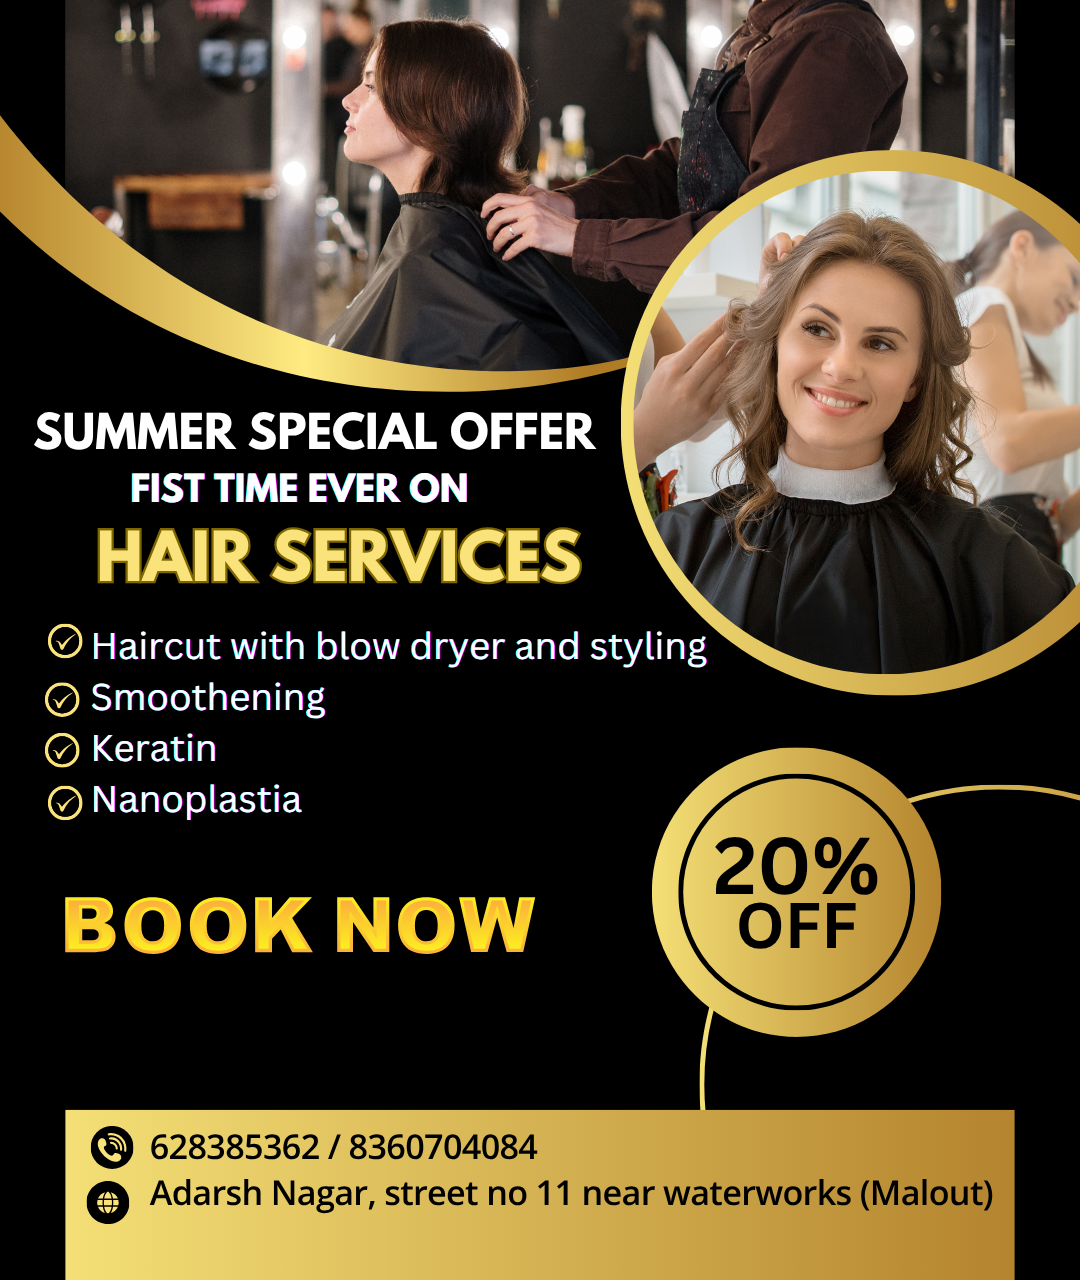 SUMMER SPECIAL OFFER
FIST TIME EVER ON
HAIR SERVICES
Haircut with blow dryer and styling
Smoothening
Keratin
Nanoplastia
20%
OFF
BOOK NOW
628385362 / 8360704084
Adarsh Nagar, street no 11 near waterworks (Malout)